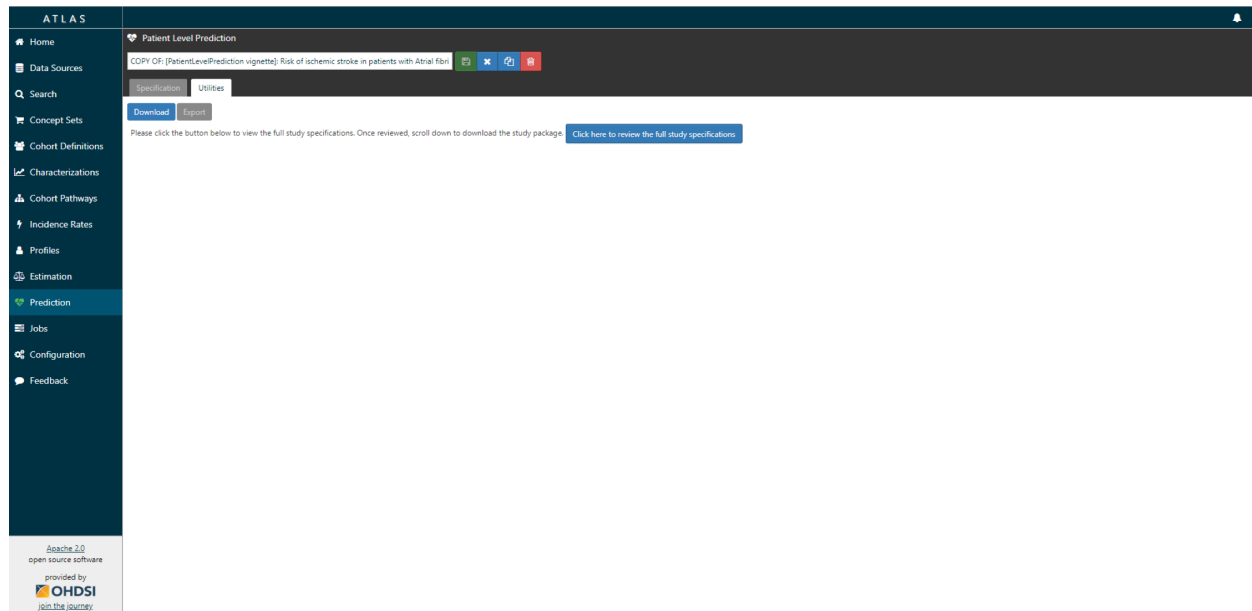 ATLAS
Home
Data Sources
Search
Concept Sets
Cohort Definitions
Characterizations
Cohort Pathways
Incidence Rates
Profiles
Estimation
Prediction
Jobs
Configuration
Feedback
Apache 2.0
open source software
provided by
OHDSI
join the journey
Patient Level Prediction
COPY OF: [PatientLevelPrediction vignette]: Risk of ischemic stroke in patients with Atrial fibri
Specification Utilities
Download Export
Please click the button below to view the full study specifications. Once reviewed, scroll down to download the study package. Click here to review the full study specifications